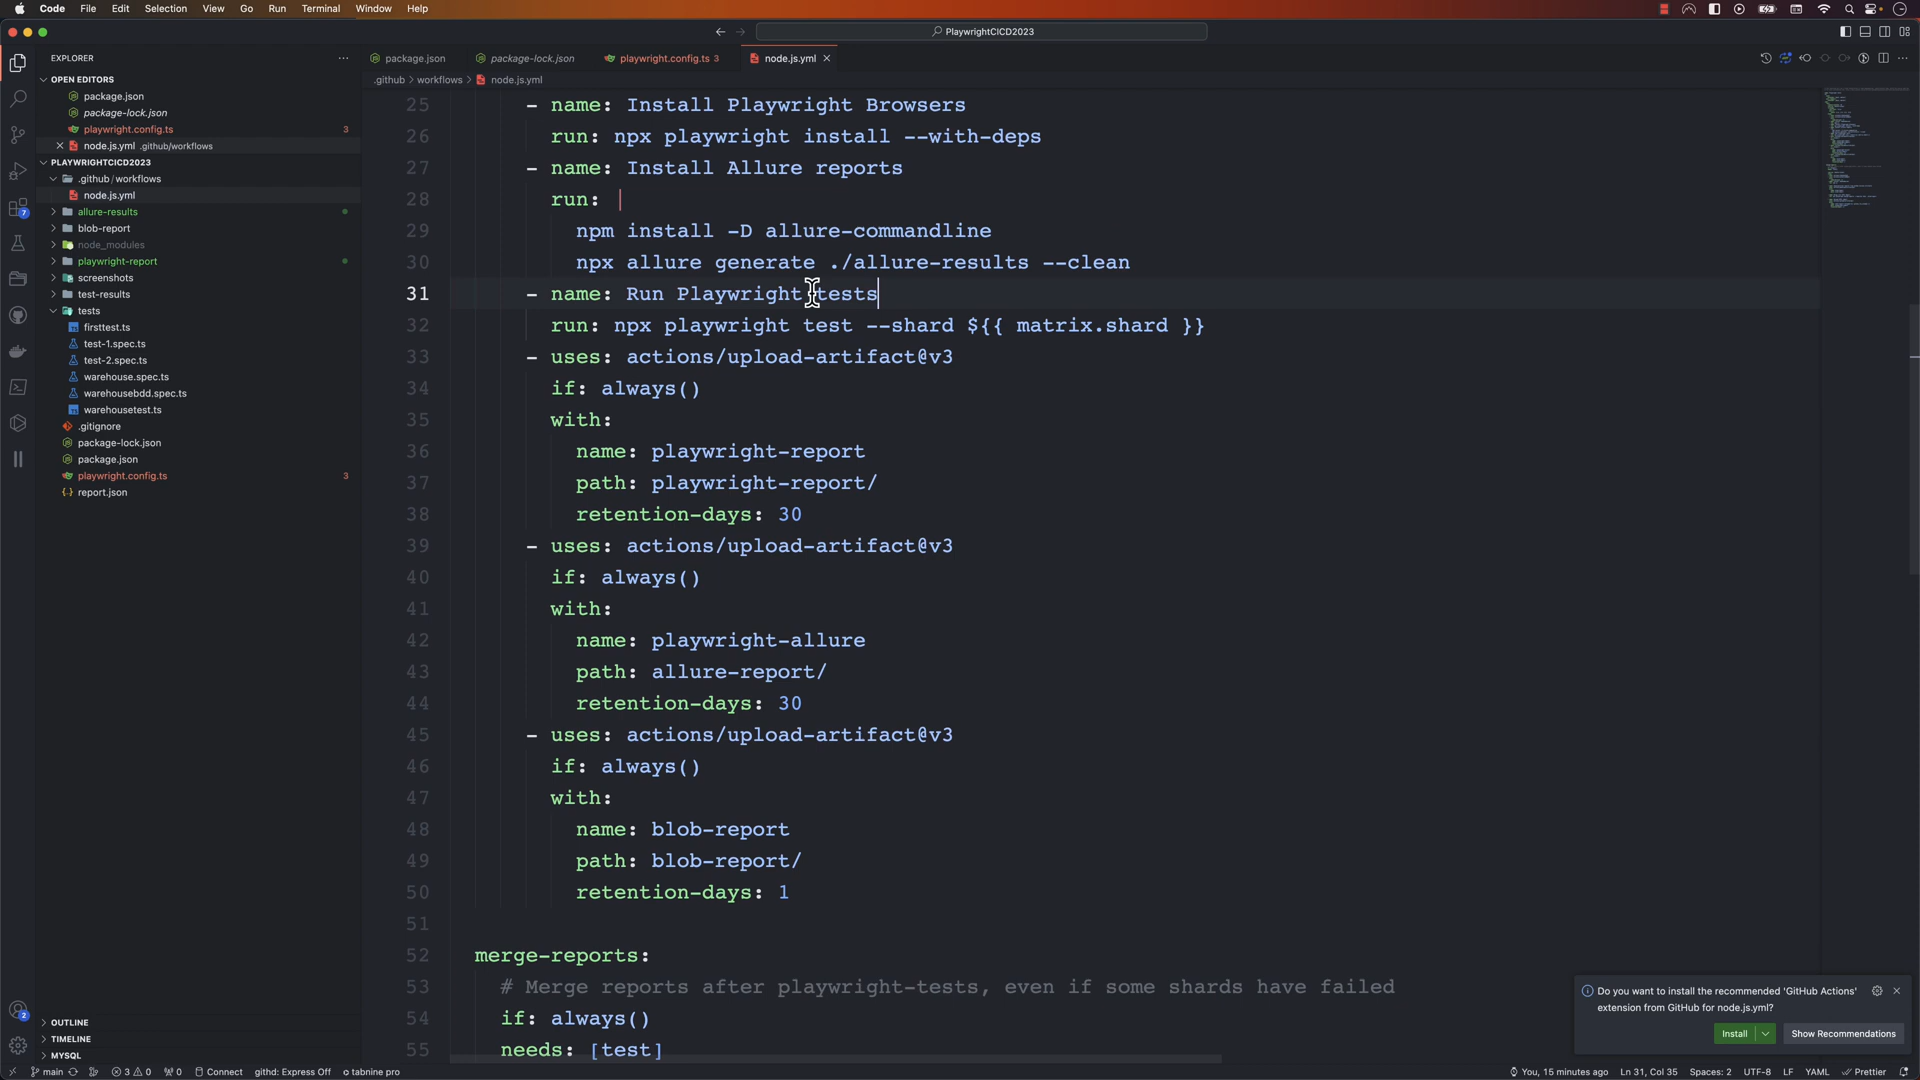 Code File Edit Selection View Go Run Terminal Window Help
PlaywrightCICD2023
EXPLORER
package.json
package-lock.json
playwright.config.ts 3
node.js.yml
.github > workflows > node.js.yml
OPEN EDITORS
package.json
package-lock.json
playwright.config.ts 3
node.js.yml .github/workflows
PLAYWRIGHTCICD2023
.github/workflows
node.js.yml
allure-results
blob-report
node_modules
playwright-report
screenshots
test-results
tests
firsttest.ts
test-1.spec.ts
test-2.spec.ts
warehouse.spec.ts
warehousebdd.spec.ts
warehousetest.ts
.gitignore
package-lock.json
package.json
playwright.config.ts 3
report.json
OUTLINE
TIMELINE
MYSQL
7
2
25 - name: Install Playwright Browsers
26 run: npx playwright install --with-deps
27 - name: Install Allure reports
28 run: |
29 npm install -D allure-commandline
30 npx allure generate ./allure-results --clean
31 - name: Run Playwright tests
32 run: npx playwright test --shard ${{ matrix.shard }}
33 - uses: actions/upload-artifact@v3
34 if: always()
35 with:
36 name: playwright-report
37 path: playwright-report/
38 retention-days: 30
39 - uses: actions/upload-artifact@v3
40 if: always()
41 with:
42 name: playwright-allure
43 path: allure-report/
44 retention-days: 30
45 - uses: actions/upload-artifact@v3
46 if: always()
47 with:
48 name: blob-report
49 path: blob-report/
50 retention-days: 1
51
52 merge-reports:
53 # Merge reports after playwright-tests, even if some shards have failed
54 if: always()
55 needs: [test]
Do you want to install the recommended 'GitHub Actions'
extension from GitHub for node.js.yml?
Install
Show Recommendations
main 3 0 0 Connect githd: Express Off tabnine pro
You, 15 minutes ago Ln 31, Col 35 Spaces: 2 UTF-8 LF YAML Prettier